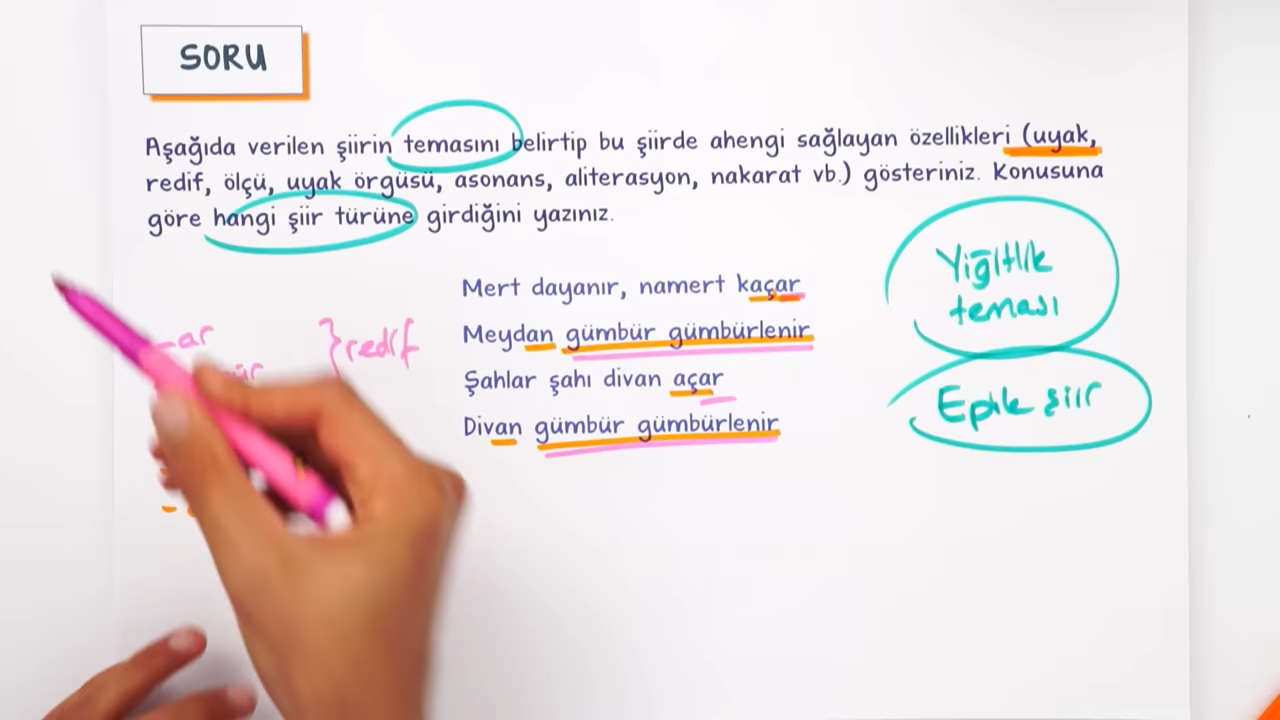 SORU
Aşağıda verilen şiirin temasını belirtip bu şiirde ahengi sağlayan özellikleri (uyak,
redif, ölçü, uyak örgüsü, asonans, aliterasyon, nakarat vb.) gösteriniz. Konusuna
göre hangi şiir türüne girdiğini yazınız.
Mert dayanır, namert kaçar
Meydan gümbür gümbürlenir
Şahlar şahı divan açar
Divan gümbür gümbürlenir
-ar
} redif
Yiğitlik
teması
Epik şiir